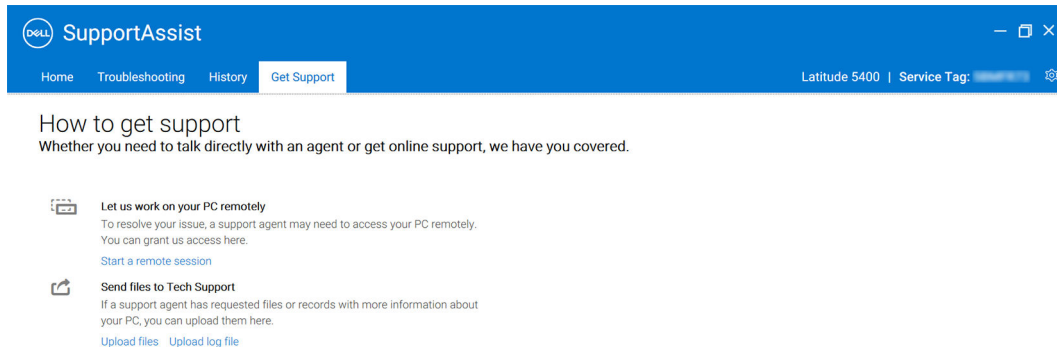 DELL SupportAssist
Home Troubleshooting History Get Support Latitude 5400 | Service Tag:
How to get support
Whether you need to talk directly with an agent or get online support, we have you covered.
Let us work on your PC remotely
To resolve your issue, a support agent may need to access your PC remotely.
You can grant us access here.
Start a remote session
Send files to Tech Support
If a support agent has requested files or records with more information about
your PC, you can upload them here.
Upload files Upload log file